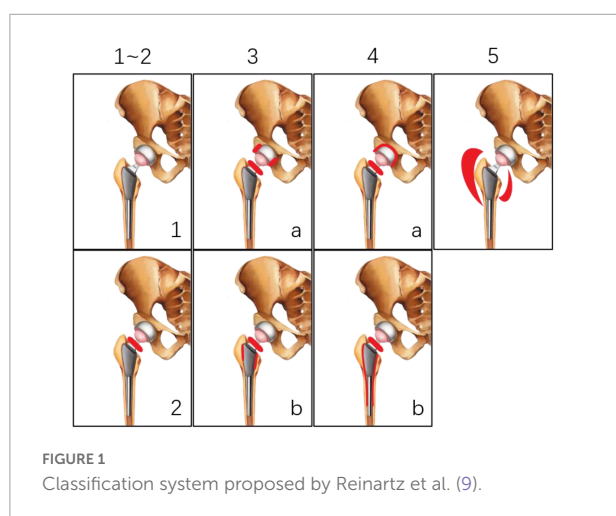 1~2 3 4 5
1 a a
2 b b
FIGURE 1
Classification system proposed by Reinartz et al. (9).